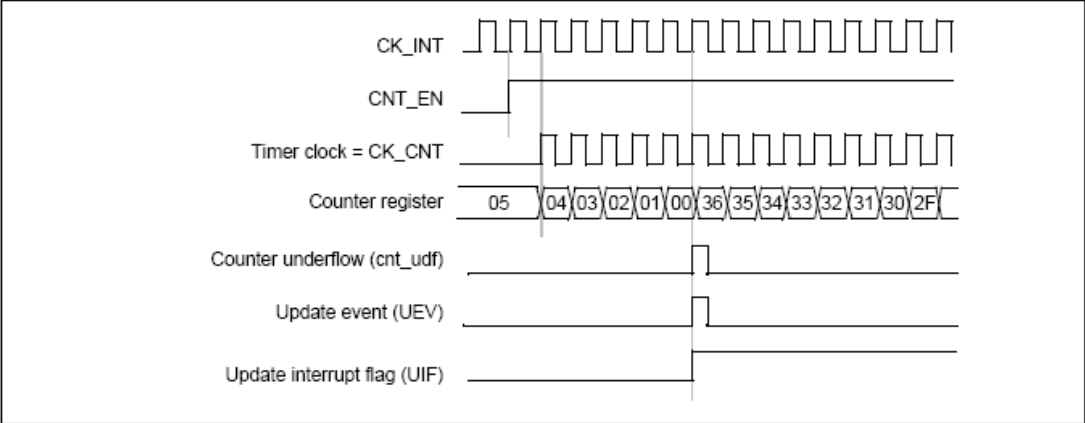 CK_INT
CNT_EN
Timer clock = CK_CNT
Counter register 05 04 03 02 01 00 36 35 34 33 32 31 30 2F
Counter underflow (cnt_udf)
Update event (UEV)
Update interrupt flag (UIF)